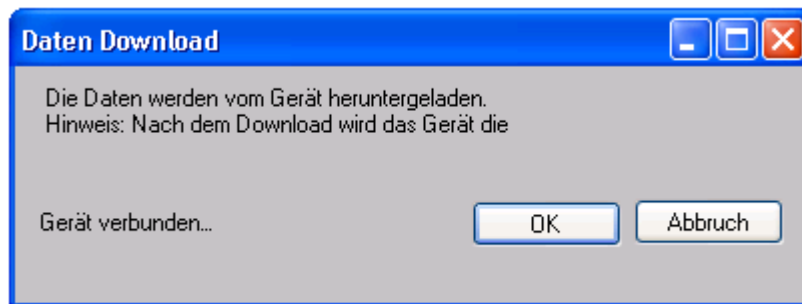 Daten Download
Die Daten werden vom Gerät heruntergeladen.
Hinweis: Nach dem Download wird das Gerät die
Gerät verbunden...
OK
Abbruch